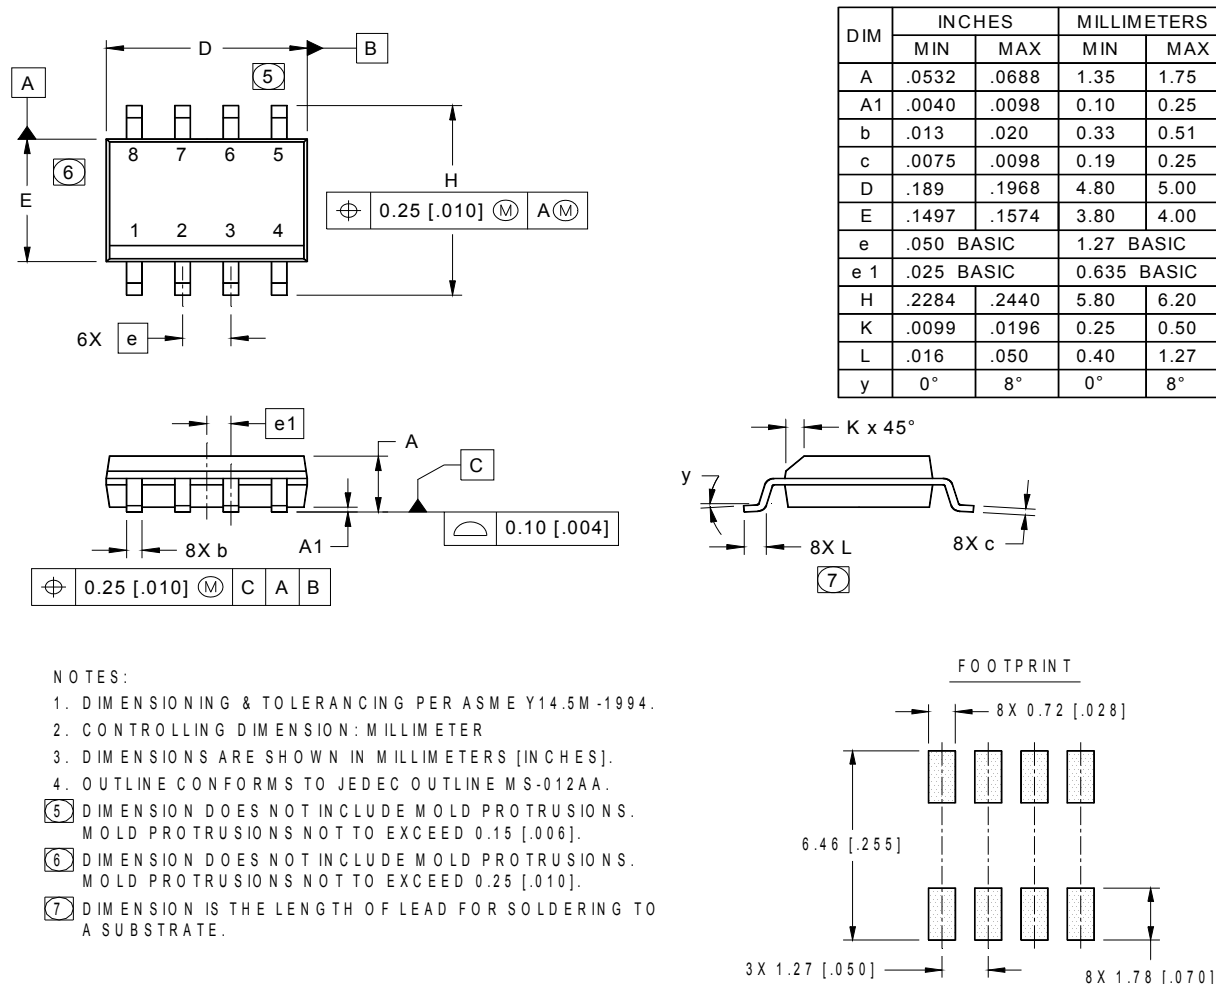 D
B
5
A
8 7 6 5
6
E
H
0.25 [.010] M A M
1 2 3 4
6X e
DIM INCHES MILLIMETERS
MIN MAX MIN MAX
A .0532 .0688 1.35 1.75
A1 .0040 .0098 0.10 0.25
b .013 .020 0.33 0.51
c .0075 .0098 0.19 0.25
D .189 .1968 4.80 5.00
E .1497 .1574 3.80 4.00
e .050 BASIC 1.27 BASIC
e 1 .025 BASIC 0.635 BASIC
H .2284 .2440 5.80 6.20
K .0099 .0196 0.25 0.50
L .016 .050 0.40 1.27
y 0° 8° 0° 8°
e1
A
C
0.10 [.004]
8X b
A1
0.25 [.010] M C A B
K x 45°
y
8X L
8X c
7
NOTES:
1. DIMENSIONING & TOLERANCING PER ASME Y14.5M-1994.
2. CONTROLLING DIMENSION: MILLIMETER
3. DIMENSIONS ARE SHOWN IN MILLIMETERS [INCHES].
4. OUTLINE CONFORMS TO JEDEC OUTLINE MS-012AA.
5 DIMENSION DOES NOT INCLUDE MOLD PROTRUSIONS.
MOLD PROTRUSIONS NOT TO EXCEED 0.15 [.006].
6 DIMENSION DOES NOT INCLUDE MOLD PROTRUSIONS.
MOLD PROTRUSIONS NOT TO EXCEED 0.25 [.010].
7 DIMENSION IS THE LENGTH OF LEAD FOR SOLDERING TO
A SUBSTRATE.
FOOTPRINT
8X 0.72 [.028]
6.46 [.255]
3X 1.27 [.050]
8X 1.78 [.070]